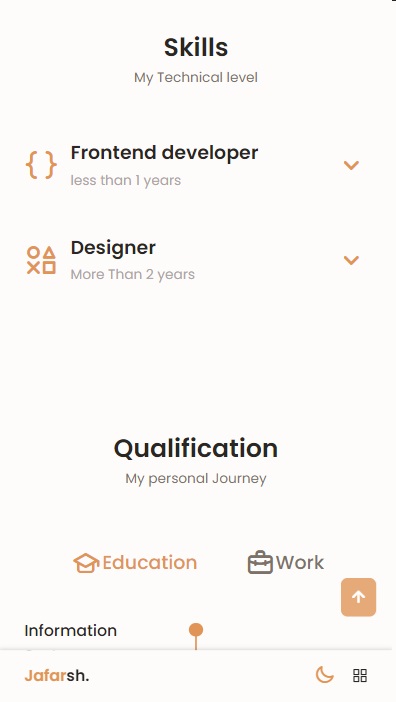 Skills
My Technical level
Frontend developer
less than 1 years
Designer
More Than 2 years
Qualification
My personal Journey
Education Work
Information
Jafarsh.